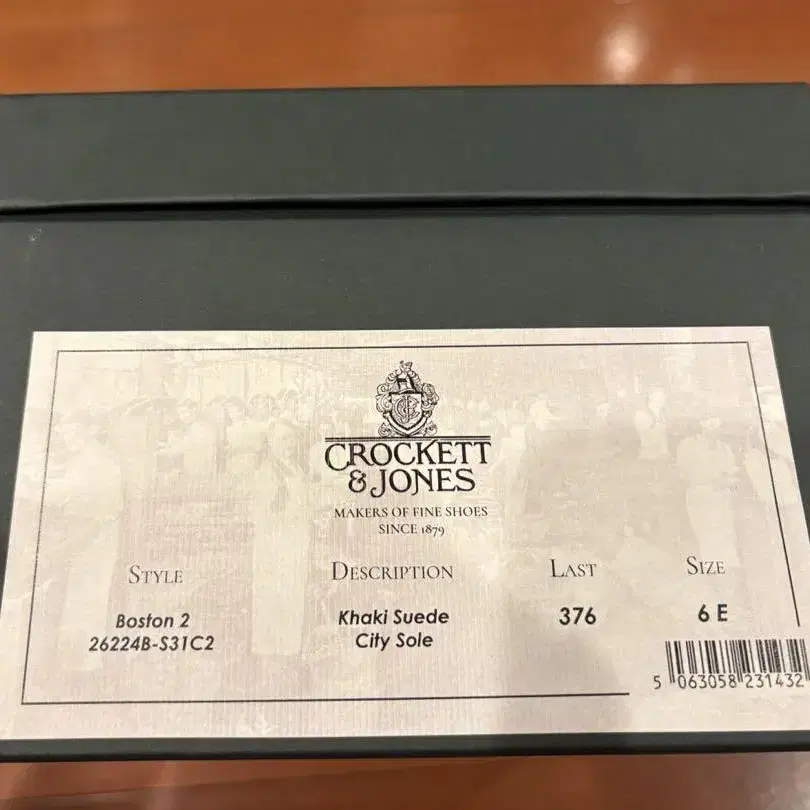 CROCKETT
& JONES
MAKERS OF FINE SHOES
SINCE 1879
STYLE DESCRIPTION LAST SIZE
Boston 2 Khaki Suede 376 6 E
26224B-S31C2 City Sole
5 063058 231432